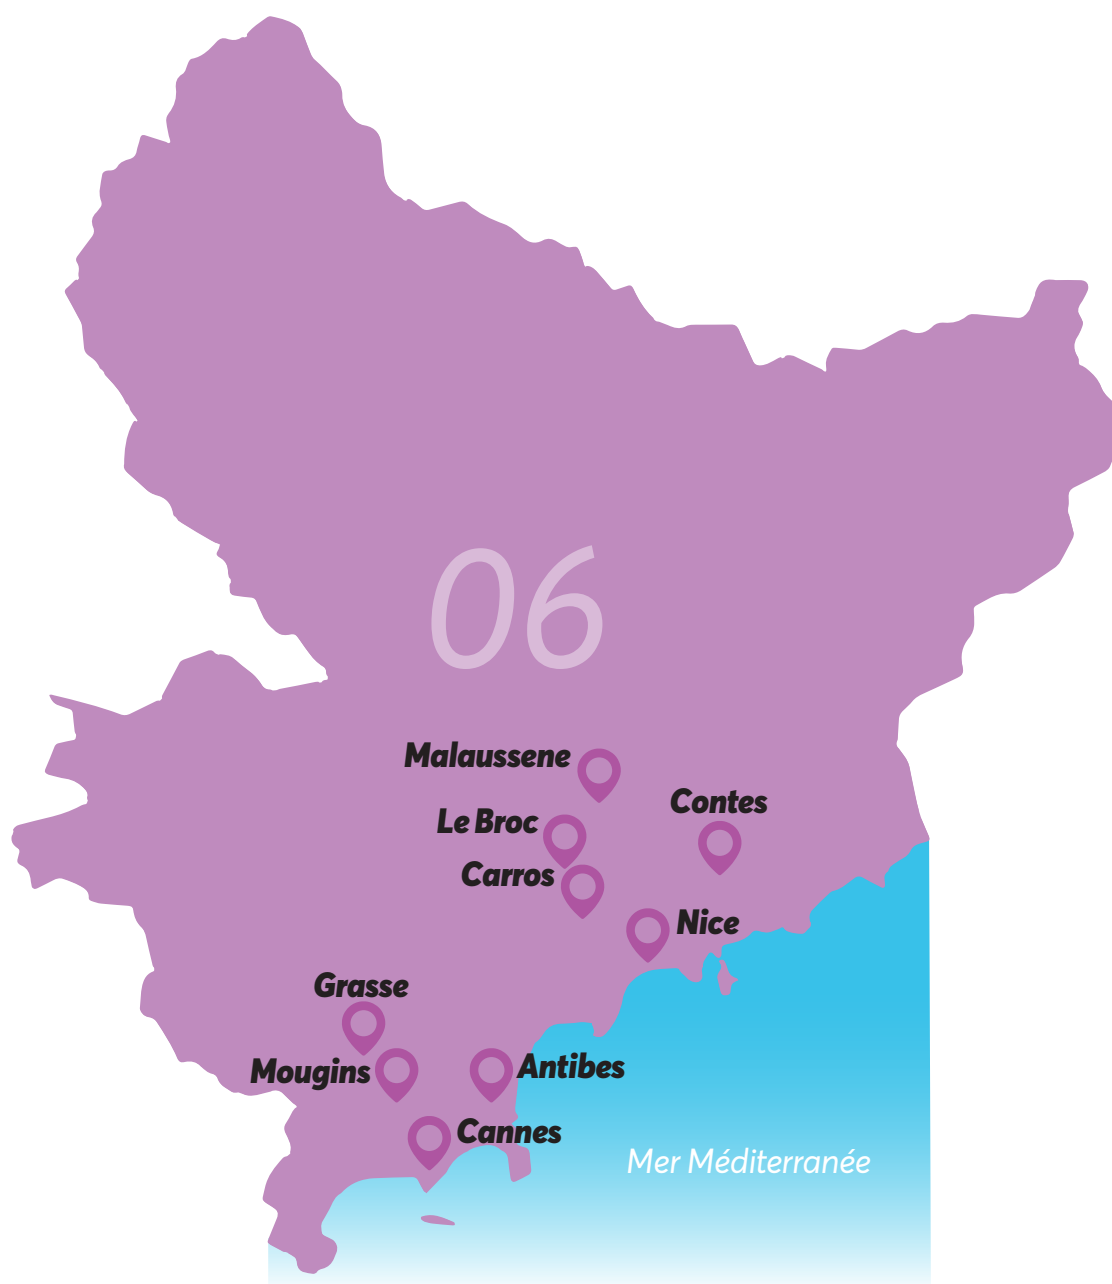 06
Malaussene
Contes
Le Broc
Carros
Nice
Grasse
Mougins
Antibes
Cannes
Mer Méditerranée